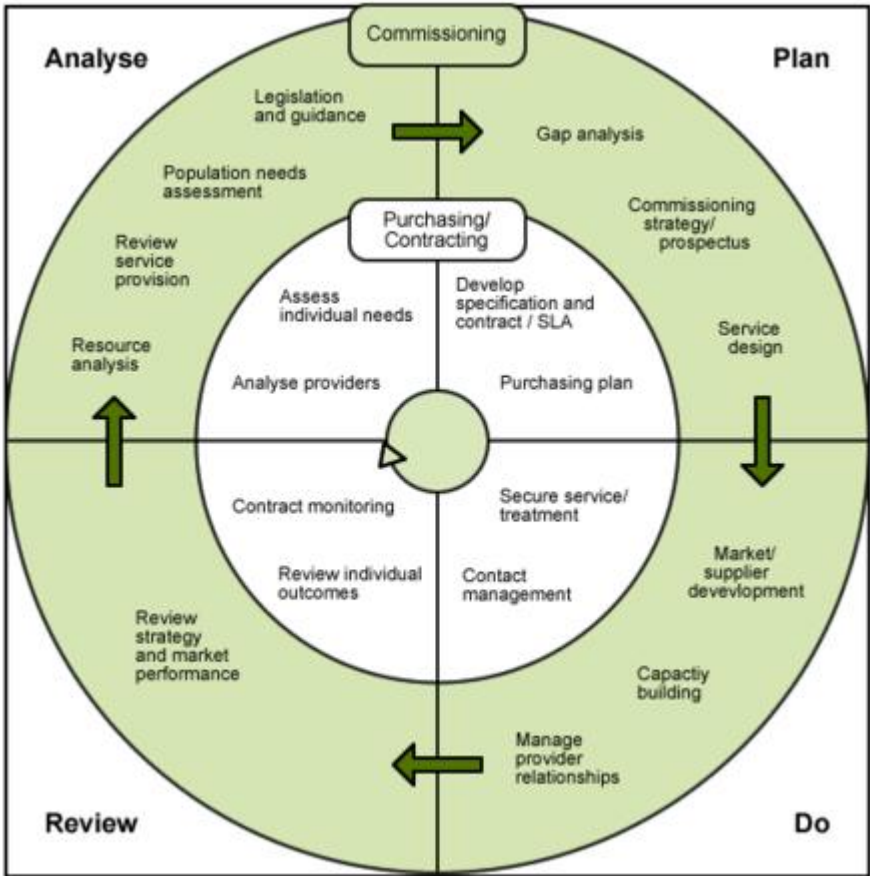 Commissioning
Analyse
Plan
Legislation
and guidance
Gap analysis
Population needs
assessment
Commissioning
strategy/
prospectus
Review
service
provision
Purchasing/
Contracting
Assess
individual needs
Develop
specification and
contract / SLA
Resource
analysis
Service
design
Analyse providers
Purchasing plan
Contract monitoring
Secure service/
treatment
Review individual
outcomes
Contact
management
Market/
supplier
devevlopment
Review
strategy
and market
performance
Capactiy
building
Manage
provider
relationships
Review
Do